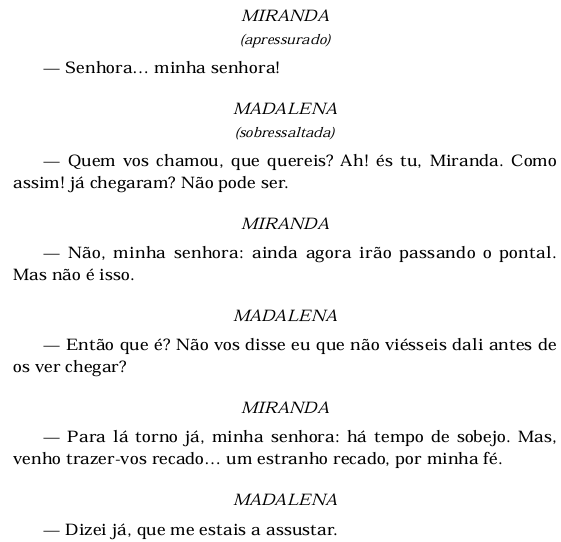 MIRANDA
(apressurado)
— Senhora… minha senhora!
MADALENA
(sobressaltada)
— Quem vos chamou, que quereis? Ah! és tu, Miranda. Como
assim! já chegaram? Não pode ser.
MIRANDA
— Não, minha senhora: ainda agora irão passando o pontal.
Mas não é isso.
MADALENA
— Então que é? Não vos disse eu que não viésseis dali antes de
os ver chegar?
MIRANDA
— Para lá torno já, minha senhora: há tempo de sobejo. Mas,
venho trazer-vos recado… um estranho recado, por minha fé.
MADALENA
— Dizei já, que me estais a assustar.